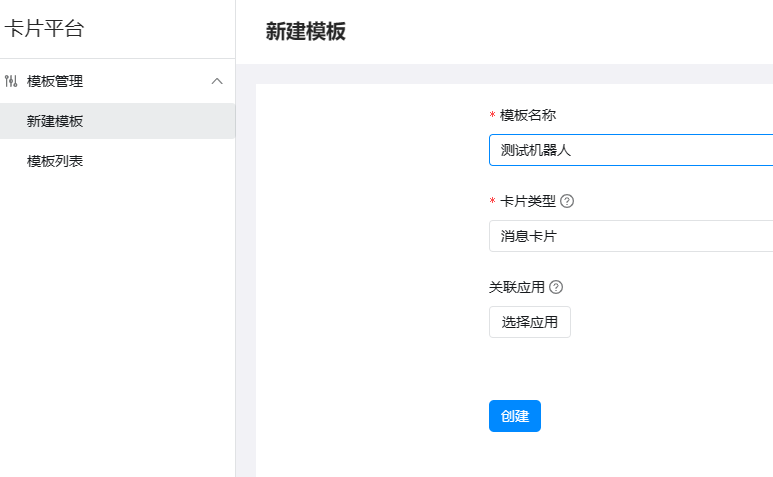 卡片平台
模板管理
新建模板
模板列表
新建模板
* 模板名称
测试机器人
* 卡片类型 ?
消息卡片
关联应用 ?
选择应用
创建